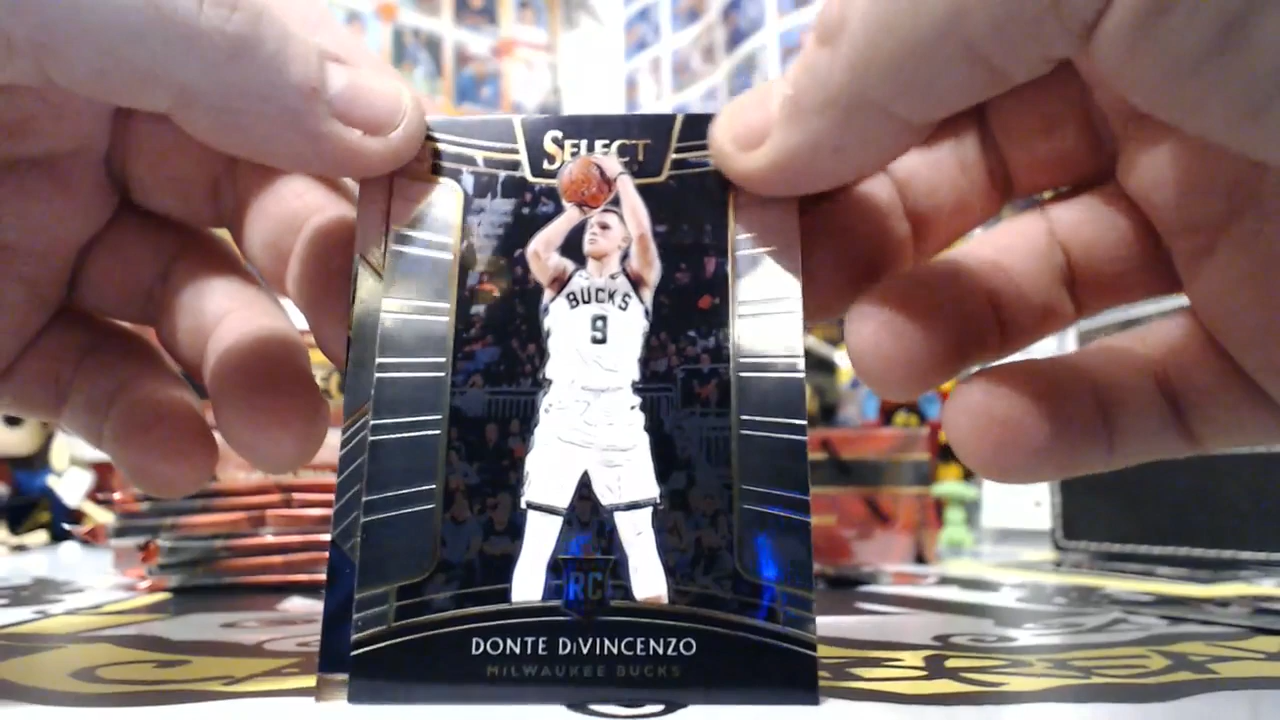 SELECT
BUCKS
9
RC
DONTE DiVINCENZO
MILWAUKEE BUCKS